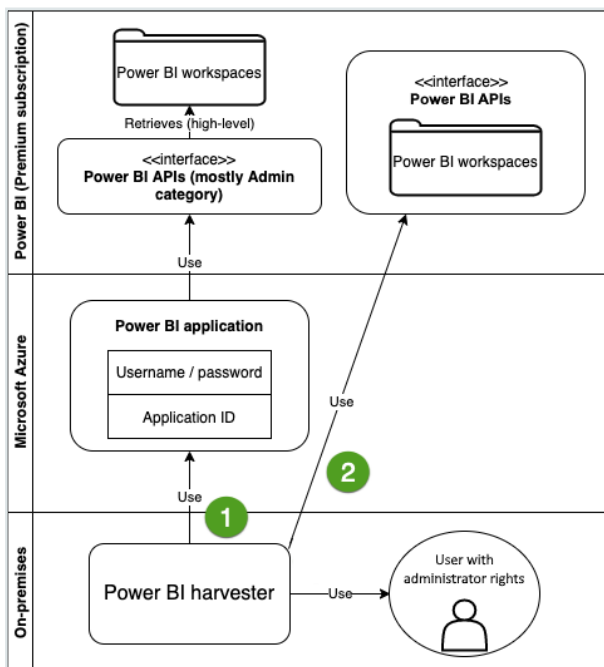 Power BI (Premium subscription)
Power BI workspaces
Retrieves (high-level)
<<interface>>
Power BI APIs (mostly Admin
category)
<<interface>>
Power BI APIs
Power BI workspaces
Use
Microsoft Azure
Power BI application
Username / password
Application ID
Use
2
Use
1
On-premises
Power BI harvester
Use
User with
administrator rights